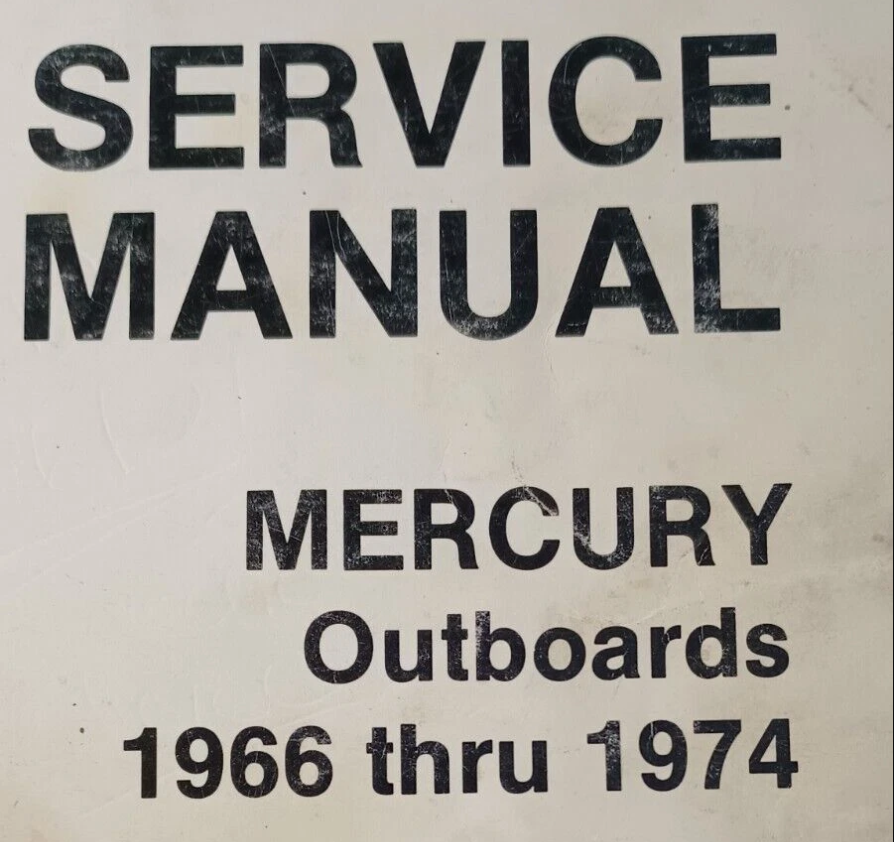 SERVICE
MANUAL
MERCURY
Outboards
1966 thru 1974